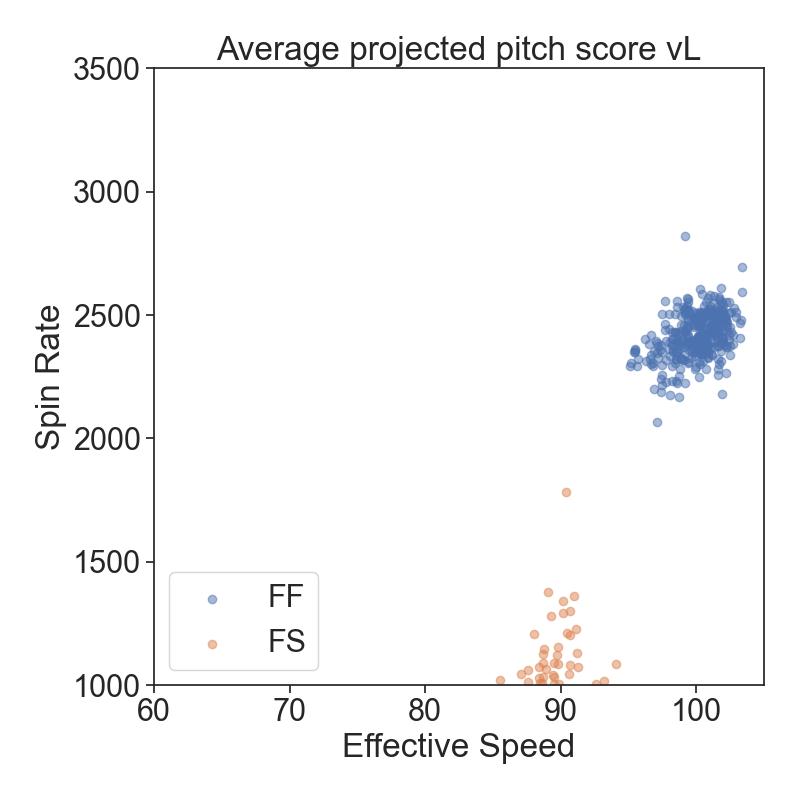 Average projected pitch score vL
3500
3000
2500
2000
1500
1000
Spin Rate
FF
FS
60 70 80 90 100
Effective Speed